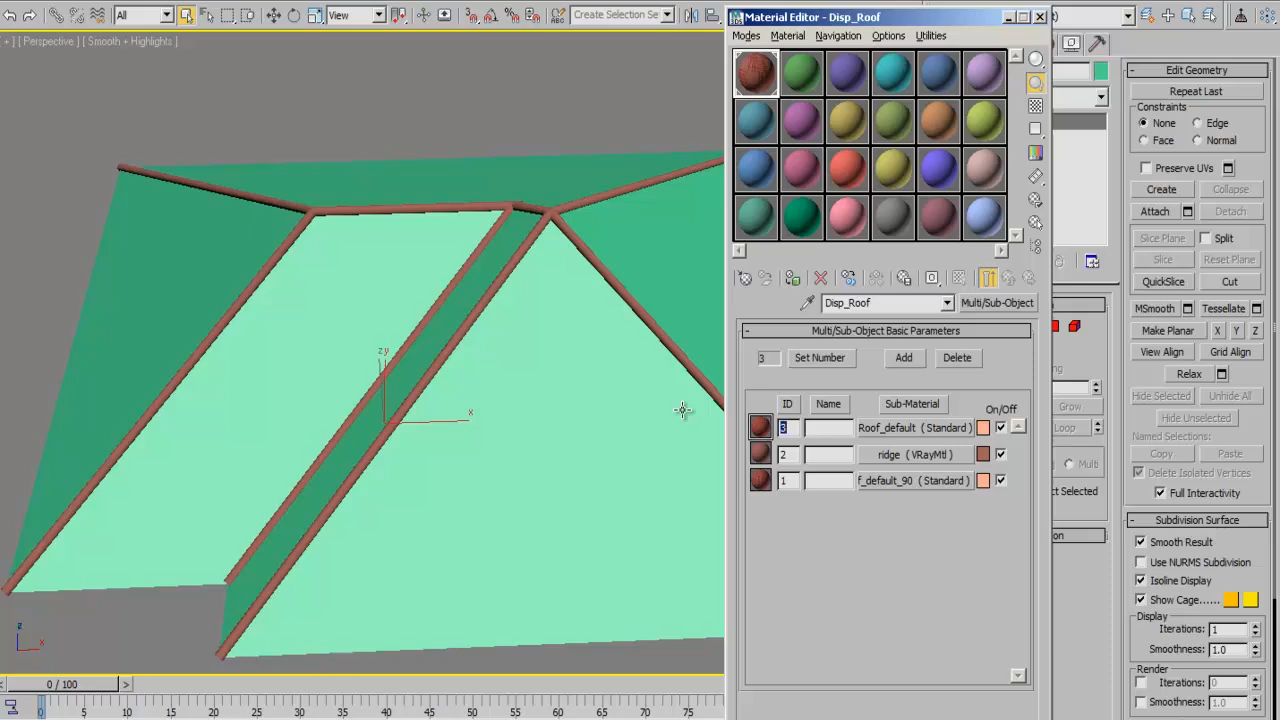 All
View
Create Selection Se
+ ] [ Perspective ] [ Smooth + Highlights ]
Material Editor - Disp_Roof
Modes Material Navigation Options Utilities
Disp_Roof
Multi/Sub-Object
- Multi/Sub-Object Basic Parameters
3 Set Number Add Delete
ID Name Sub-Material On/Off
3 Roof_default ( Standard )
2 ridge ( VRayMtl )
1 f_default_90 ( Standard )
z y
x
z
x
Grow
Loop
Multi
ct Selected
- Edit Geometry
Repeat Last
Constraints
None Edge
Face Normal
Preserve UVs
Create Collapse
Attach Detach
Slice Plane Split
Slice Reset Plane
QuickSlice Cut
MSmooth Tessellate
Make Planar X Y Z
View Align Grid Align
Relax
Hide Selected Unhide All
Hide Unselected
Named Selections:
Copy Paste
Delete Isolated Vertices
Full Interactivity
- Subdivision Surface
Smooth Result
Use NURMS Subdivision
Isoline Display
Show Cage......
Display
Iterations: 1
Smoothness: 1.0
Render
Iterations: 0
Smoothness: 1.0
0 / 100
0 5 10 15 20 25 30 35 40 45 50 55 60 65 70 75